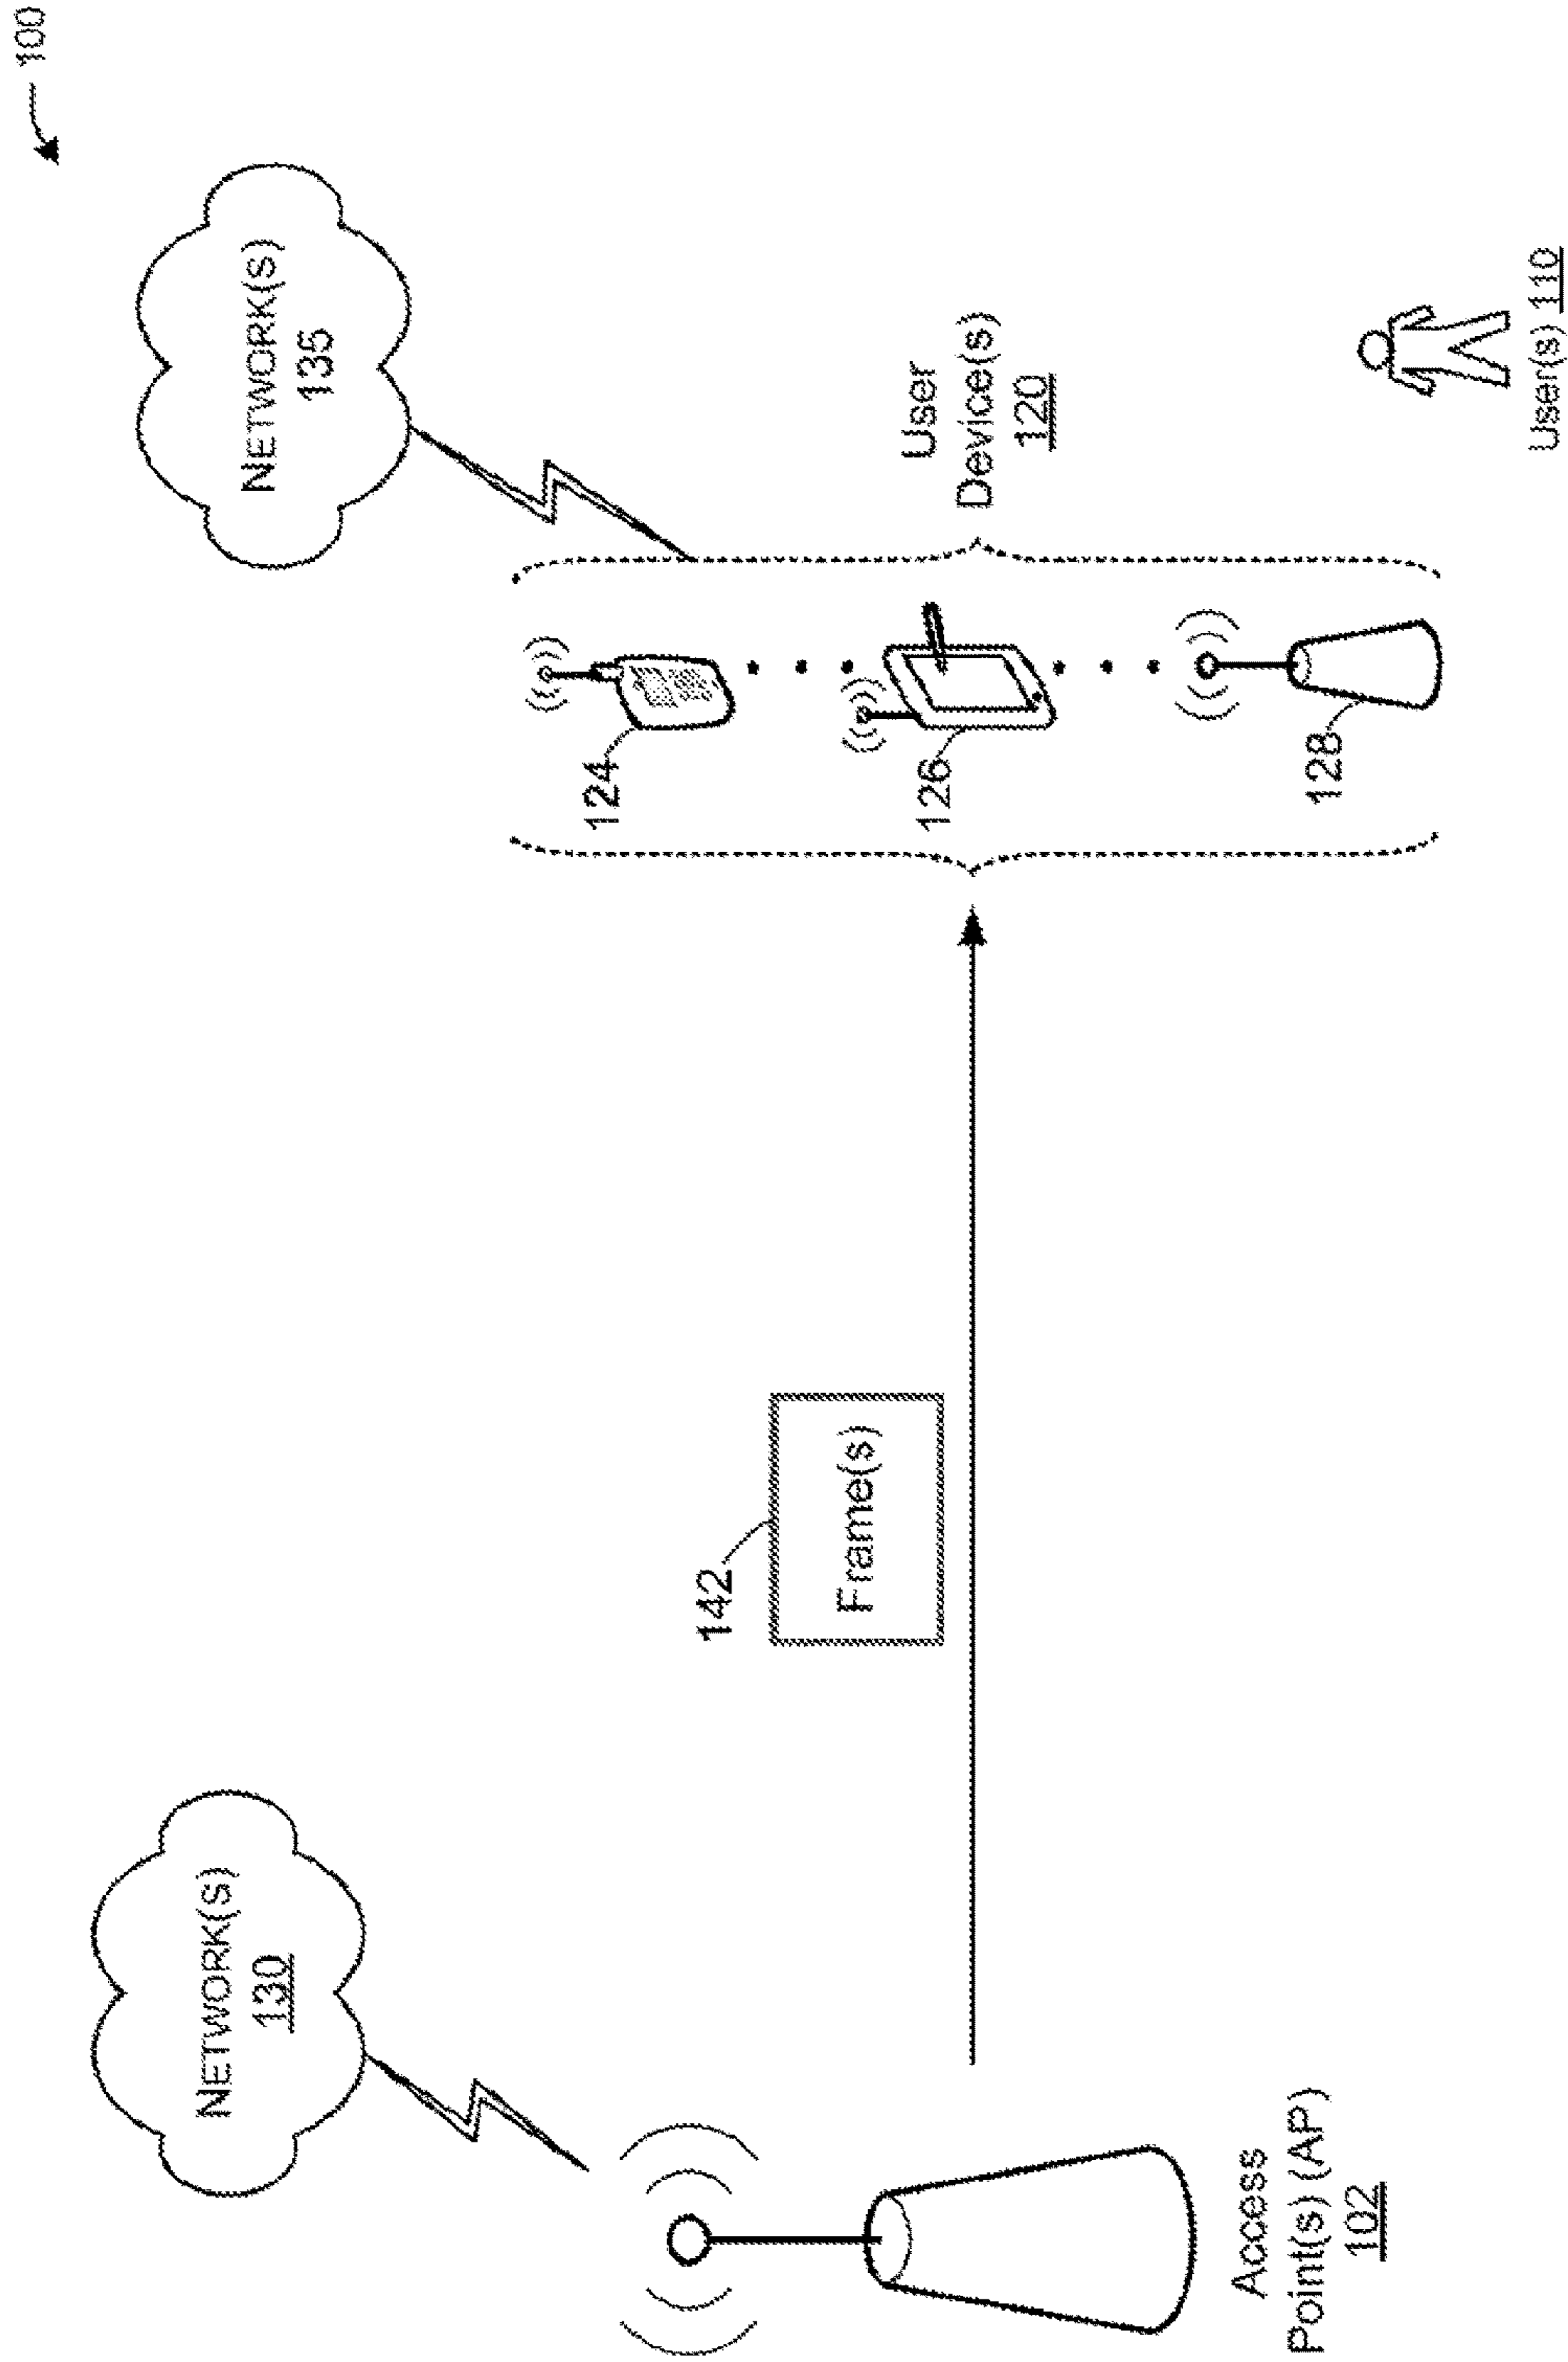 100
NETWORK(S)
130
NETWORK(S)
135
142
Frame(s)
124
126
128
User
Device(s)
120
Access
Point(s) (AP)
102
User(s) 110